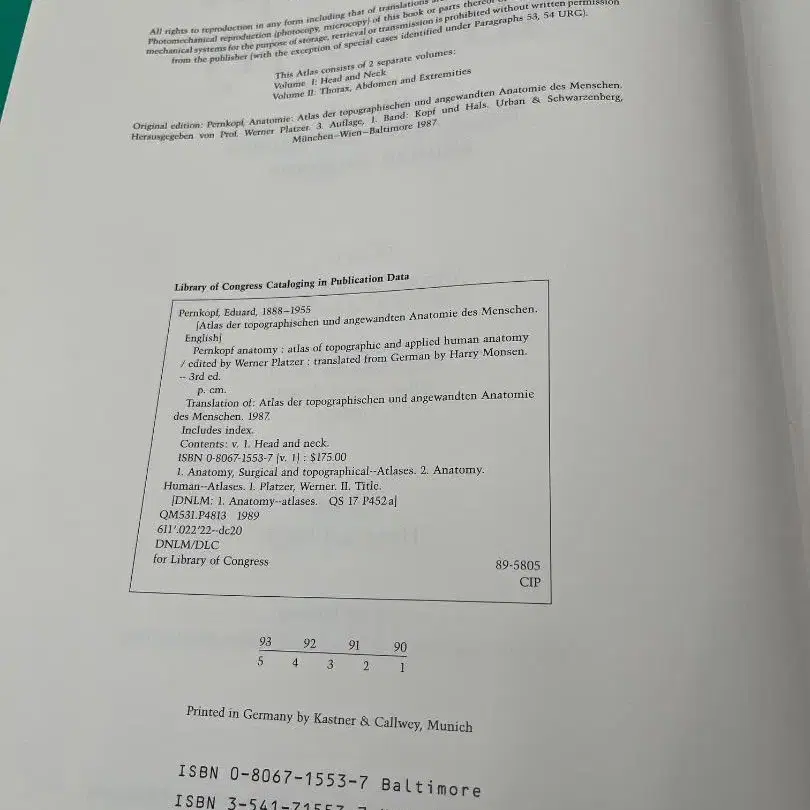 All rights to reproduction in any form including that of translations
Photomechanical reproduction (photocopy, microcopy) of this book or parts thereof
mechanical systems for the purpose of storage, retrieval or transmission is prohibited without written permission
from the publisher (with the exception of special cases identified under Paragraphs 53, 54 URG).
This Atlas consists of 2 separate volumes:
Volume I: Head and Neck
Volume II: Thorax, Abdomen and Extremities
Original edition: Pernkopf, Anatomie: Atlas der topographischen und angewandten Anatomie des Menschen.
Herausgegeben von Prof. Werner Platzer. 3. Auflage, 1. Band: Kopf und Hals. Urban & Schwarzenberg,
München–Wien–Baltimore 1987
Library of Congress Cataloging in Publication Data
Pernkopf, Eduard, 1888–1955
[Atlas der topographischen und angewandten Anatomie des Menschen.
English]
Pernkopf anatomy : atlas of topographic and applied human anatomy
/ edited by Werner Platzer : translated from German by Harry Monsen.
-- 3rd ed.
p. cm.
Translation of: Atlas der topographischen und angewandten Anatomie
des Menschen. 1987.
Includes index.
Contents: v. 1. Head and neck.
ISBN 0-8067-1553-7 (v. 1) : $175.00
1. Anatomy, Surgical and topographical--Atlases. 2. Anatomy.
Human--Atlases. I. Platzer, Werner. II. Title.
[DNLM: 1. Anatomy--atlases. QS 17 P452a]
QM531.P4813 1989
611'.022'22--dc20
DNLM/DLC
for Library of Congress 89-5805
CIP
93 92 91 90
5 4 3 2 1
Printed in Germany by Kastner & Callwey, Munich
ISBN 0-8067-1553-7 Baltimore
ISBN 3-541-71553-7